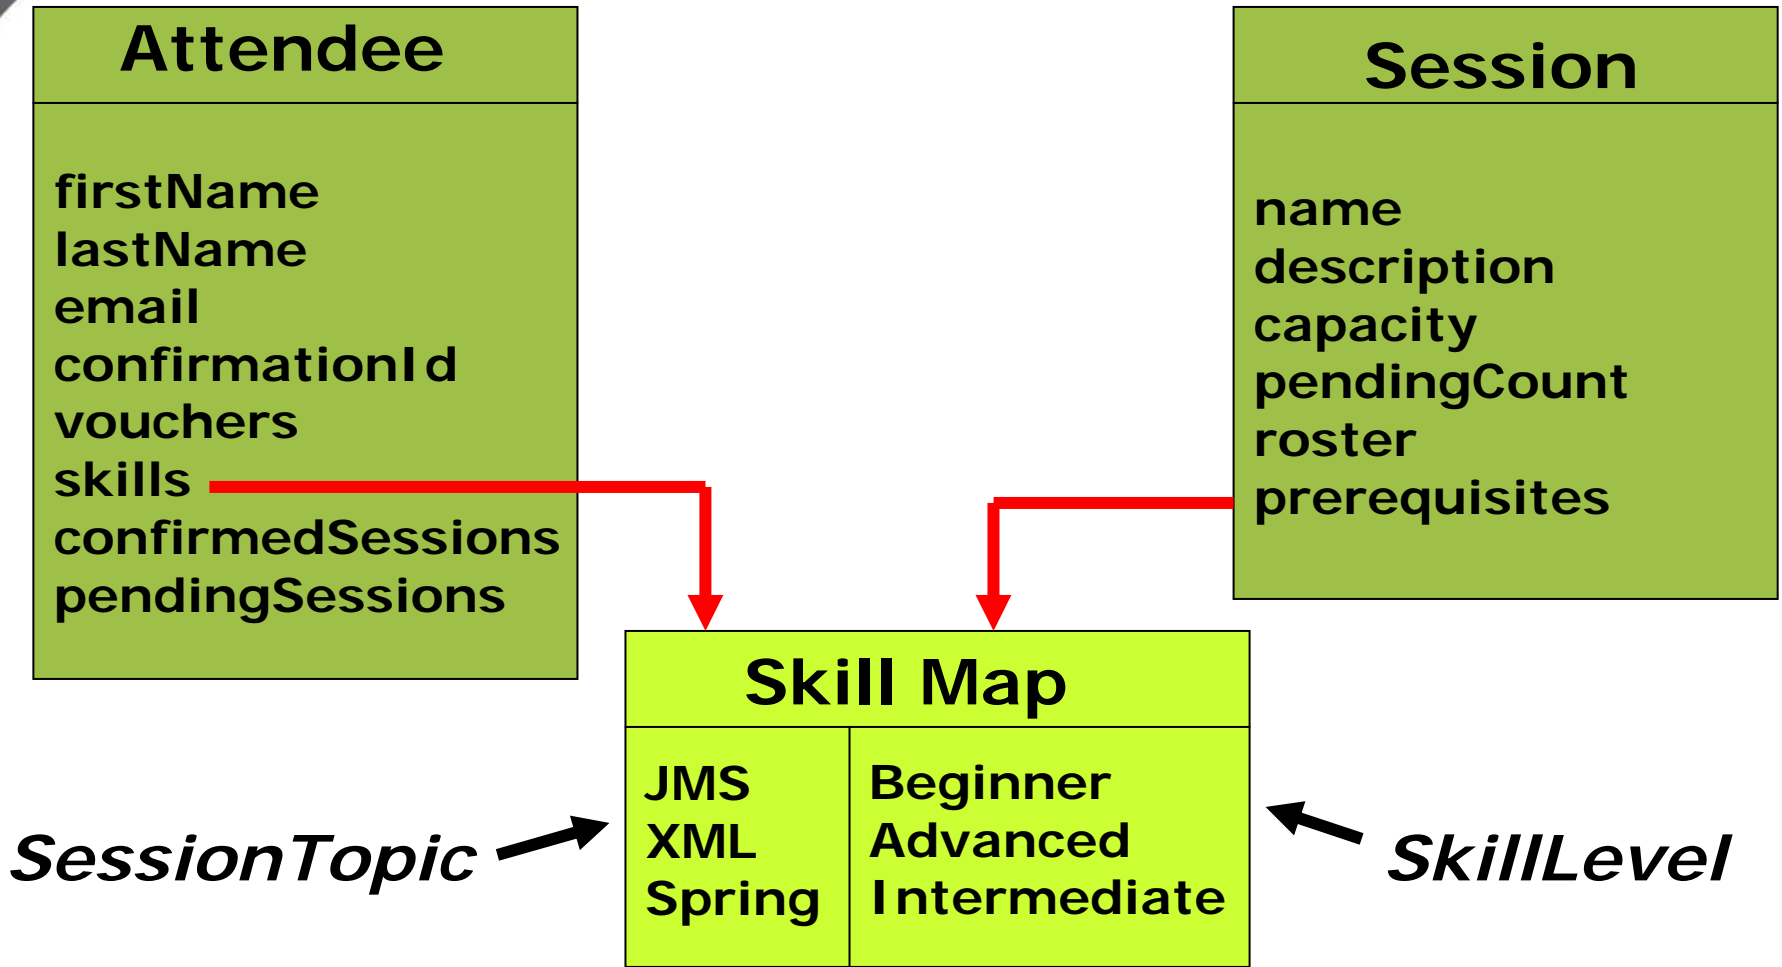 Attendee
firstName
lastName
email
confirmationId
vouchers
skills
confirmedSessions
pendingSessions
Session
name
description
capacity
pendingCount
roster
prerequisites
Skill Map
JMS
XML
Spring
Beginner
Advanced
Intermediate
SessionTopic
SkillLevel